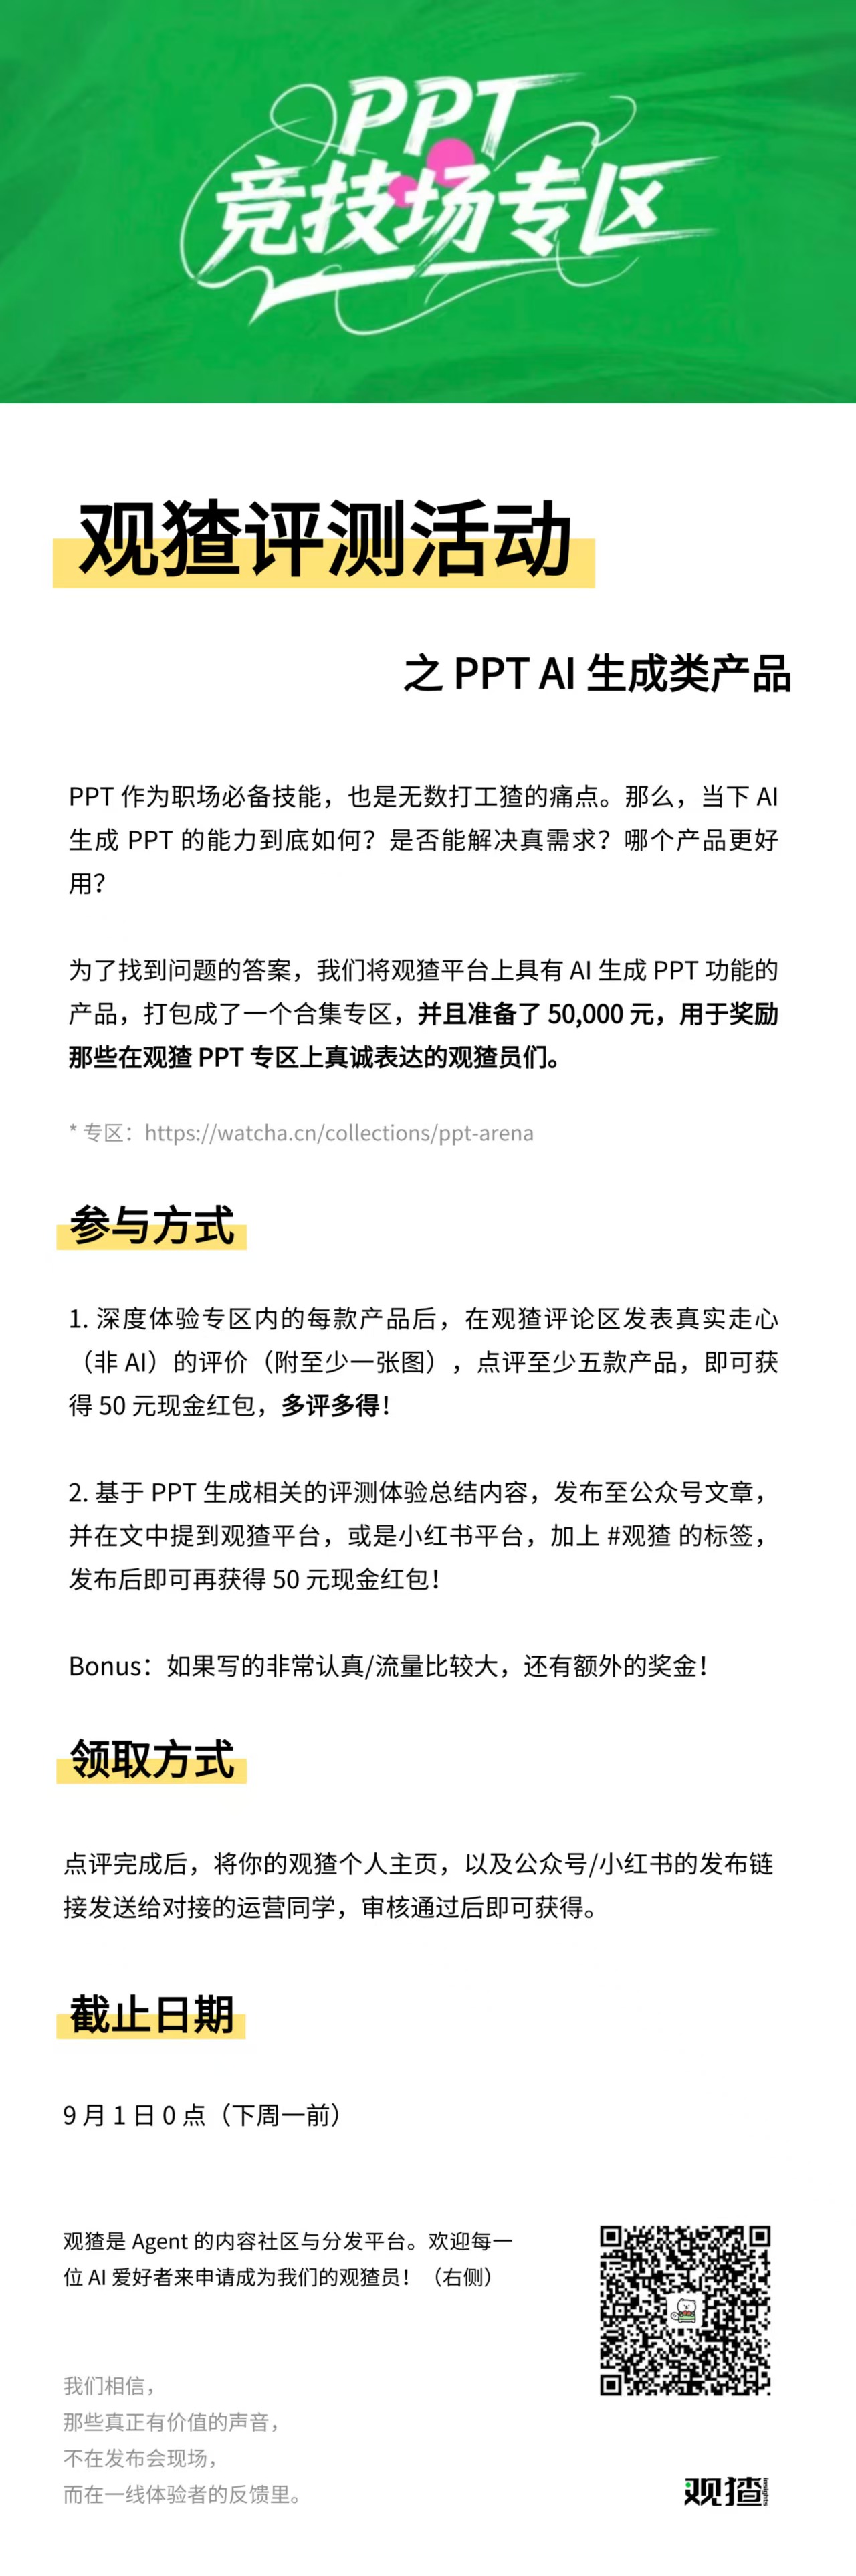 PPT
竞技场专区
观猹评测活动
之 PPT AI 生成类产品
PPT 作为职场必备技能，也是无数打工猹的痛点。那么，当下 AI
生成 PPT 的能力到底如何？是否能解决真需求？哪个产品更好
用？
为了找到问题的答案，我们将观猹平台上具有 AI 生成 PPT 功能的
产品，打包成了一个合集专区，并且准备了 50,000 元，用于奖励
那些在观猹 PPT 专区上真诚表达的观猹员们。
* 专区：https://watcha.cn/collections/ppt-arena
参与方式
1. 深度体验专区内的每款产品后，在观猹评论区发表真实走心
（非 AI）的评价（附至少一张图），点评至少五款产品，即可获
得 50 元现金红包，多评多得！
2. 基于 PPT 生成相关的评测体验总结内容，发布至公众号文章，
并在文中提到观猹平台，或是小红书平台，加上 #观猹 的标签，
发布后即可再获得 50 元现金红包！
Bonus：如果写的非常认真/流量比较大，还有额外的奖金！
领取方式
点评完成后，将你的观猹个人主页，以及公众号/小红书的发布链
接发送给对接的运营同学，审核通过后即可获得。
截止日期
9 月 1 日 0 点（下周一前）
观猹是 Agent 的内容社区与分发平台。欢迎每一
位 AI 爱好者来申请成为我们的观猹员！（右侧）
我们相信，
那些真正有价值的声音，
不在发布会现场，
而在一线体验者的反馈里。
观猹 insights